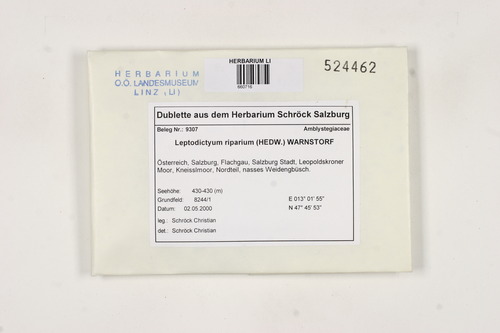 HERBARIUM
O.Ö. LANDESMUSEUM
LINZ (LI)
HERBARIUM LI
524462
Dublette aus dem Herbarium Schröck Salzburg
Beleg Nr.: 9307 Amblystegiaceae
Leptodictyum riparium (HEDW.) WARNSTORF
Österreich, Salzburg, Flachgau, Salzburg Stadt, Leopoldskroner
Moor, Kneisslmoor, Nordteil, nasses Weidengbüsch.
Seehöhe: 430-430 (m)
Grundfeld: 8244/1 E 013° 01' 55"
Datum: 02.05.2000 N 47° 45' 53"
leg.: Schröck Christian
det.: Schröck Christian